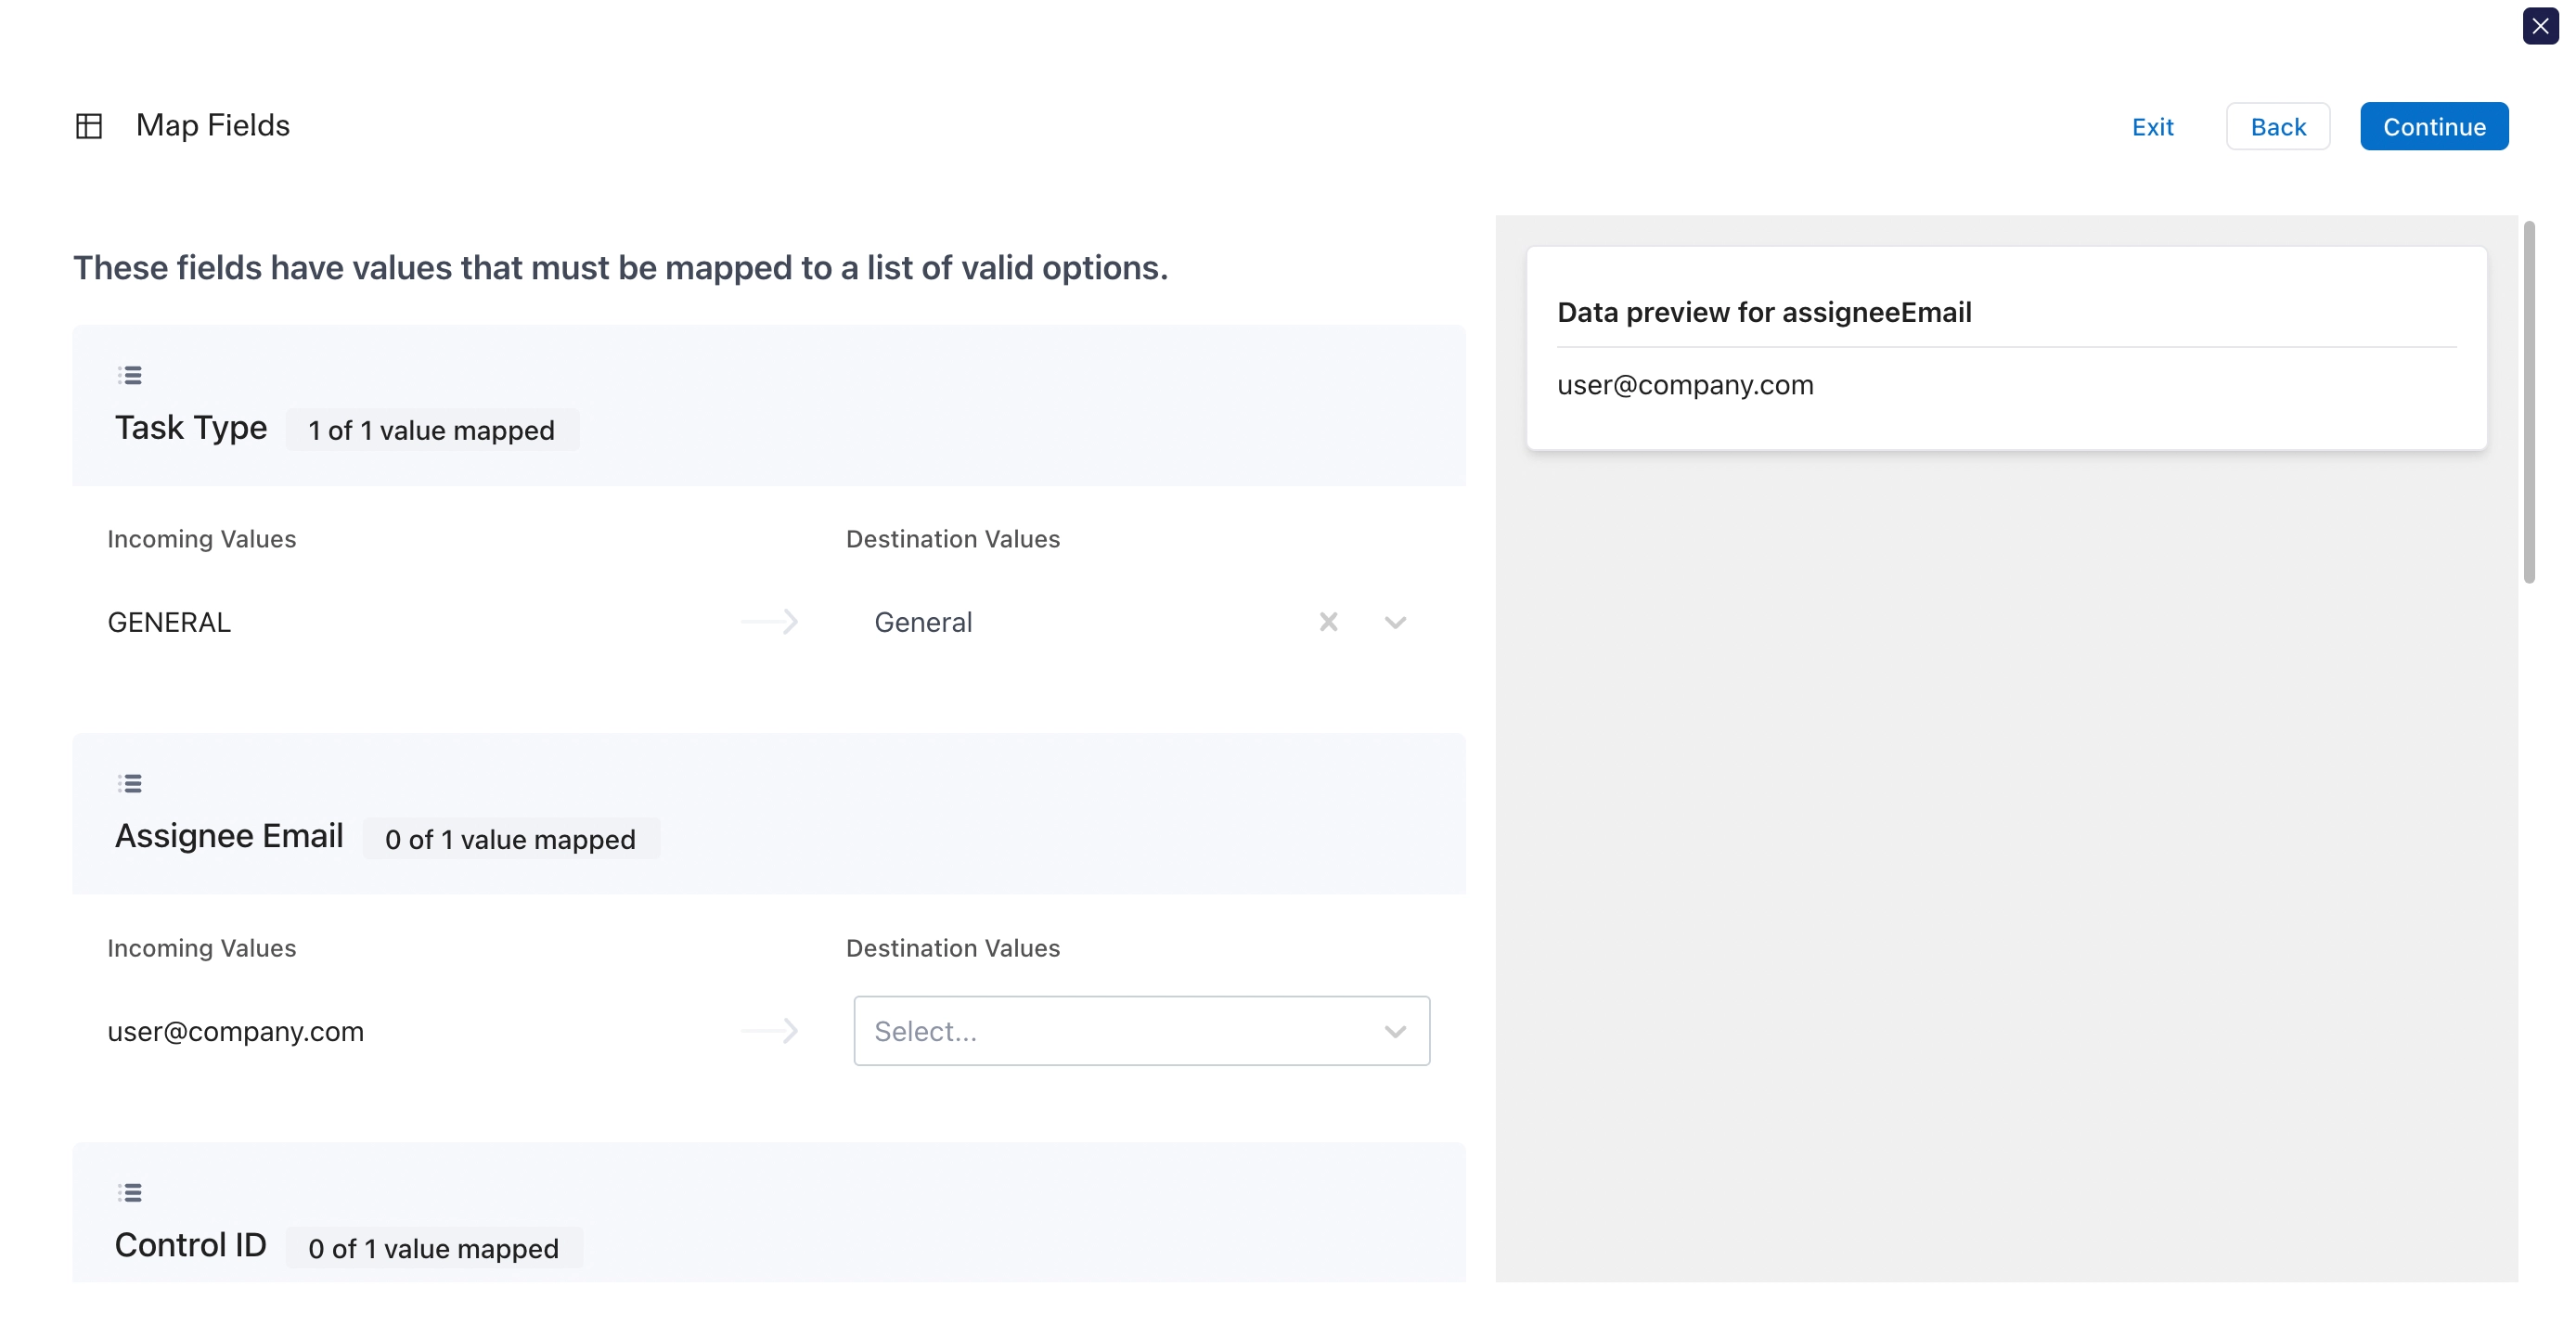 Map Fields
Exit
Back
Continue
These fields have values that must be mapped to a list of valid options.
Task Type
1 of 1 value mapped
Incoming Values
Destination Values
GENERAL
General
Assignee Email
0 of 1 value mapped
Incoming Values
Destination Values
user@company.com
Select...
Control ID
0 of 1 value mapped
Data preview for assigneeEmail
user@company.com